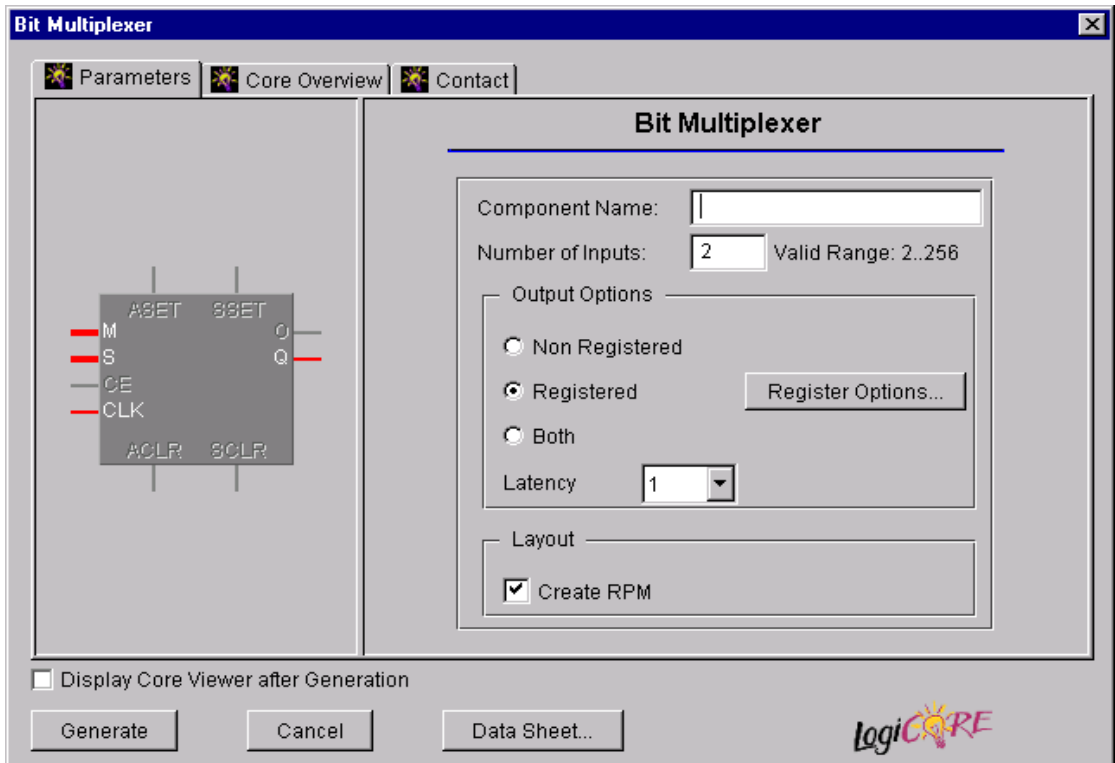 Bit Multiplexer
Parameters
Core Overview
Contact
ASET SSET
M O
S Q
CE
CLK
ACLR SCLR
Bit Multiplexer
Component Name:
Number of Inputs: 2 Valid Range: 2..256
Output Options
Non Registered
Registered Register Options...
Both
Latency 1
Layout
Create RPM
Display Core Viewer after Generation
Generate Cancel Data Sheet... LogiCORE